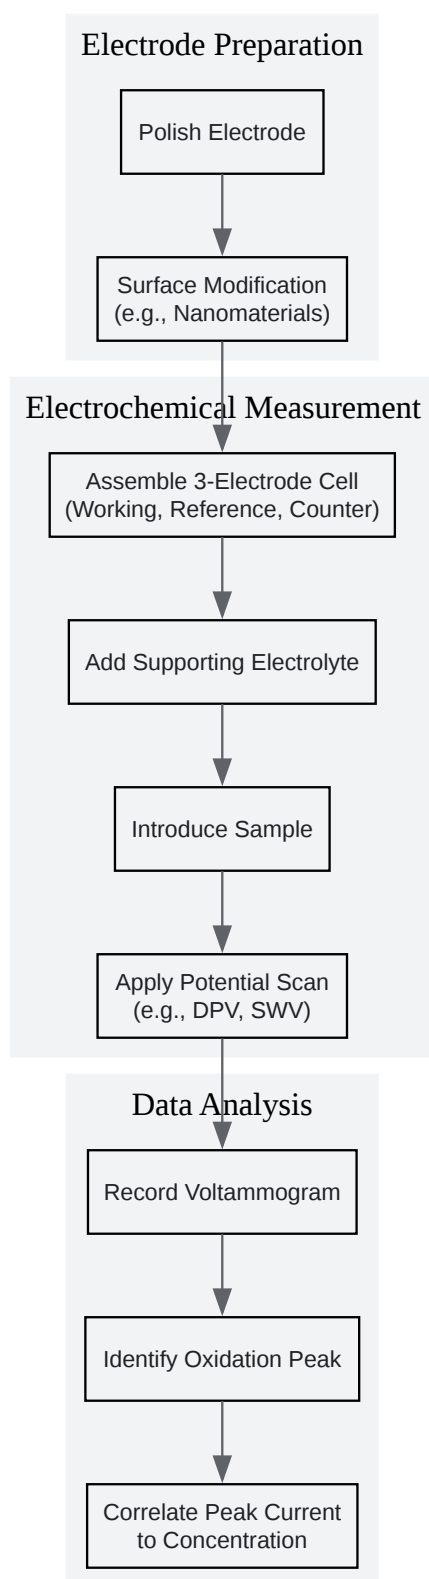 Electrode Preparation
Polish Electrode
Surface Modification
(e.g., Nanomaterials)
Electrochemical Measurement
Assemble 3-Electrode Cell
(Working, Reference, Counter)
Add Supporting Electrolyte
Introduce Sample
Apply Potential Scan
(e.g., DPV, SWV)
Data Analysis
Record Voltammogram
Identify Oxidation Peak
Correlate Peak Current
to Concentration